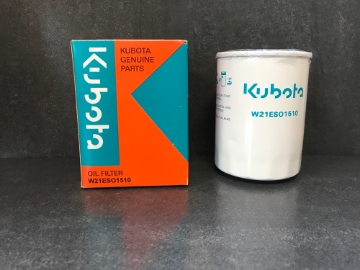 Kubota
KUBOTA
GENUINE
PARTS
OIL FILTER
W21ESO1510
Kubota
W21ESO1510